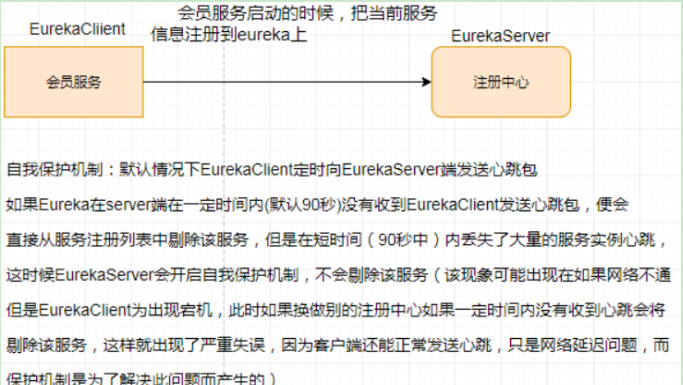 会员服务启动的时候，把当前服务
信息注册到eureka上
EurekaCliient
EurekaServer
会员服务
注册中心
自我保护机制：默认情况下EurekaClient定时向EurekaServer端发送心跳包
如果Eureka在server端在一定时间内(默认90秒)没有收到EurekaClient发送心跳包，便会
直接从服务注册列表中剔除该服务，但是在短时间（90秒中）内丢失了大量的服务实例心跳，
这时候EurekaServer会开启自我保护机制，不会剔除该服务（该现象可能出现在如果网络不通
但是EurekaClient为出现宕机，此时如果换做别的注册中心如果一定时间内没有收到心跳会将
剔除该服务，这样就出现了严重失误，因为客户端还能正常发送心跳，只是网络延迟问题，而
保护机制是为了解决此问题而产生的）